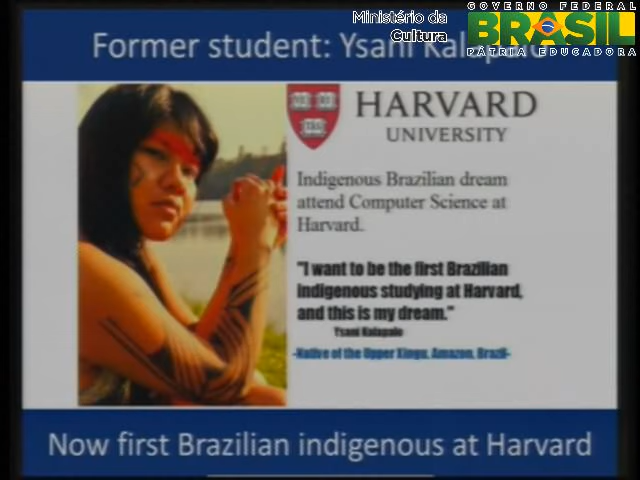 Ministério da
Cultura
GOVERNO FEDERAL
BRASIL
PÁTRIA EDUCADORA
Former student: Ysani
HARVARD
UNIVERSITY
Indigenous Brazilian dream
attend Computer Science at
Harvard.
"I want to be the first Brazilian
indigenous studying at Harvard,
and this is my dream."
Ysani Kalapalo
-Native of the Upper Xingu, Amazon, Brazil-
Now first Brazilian indigenous at Harvard